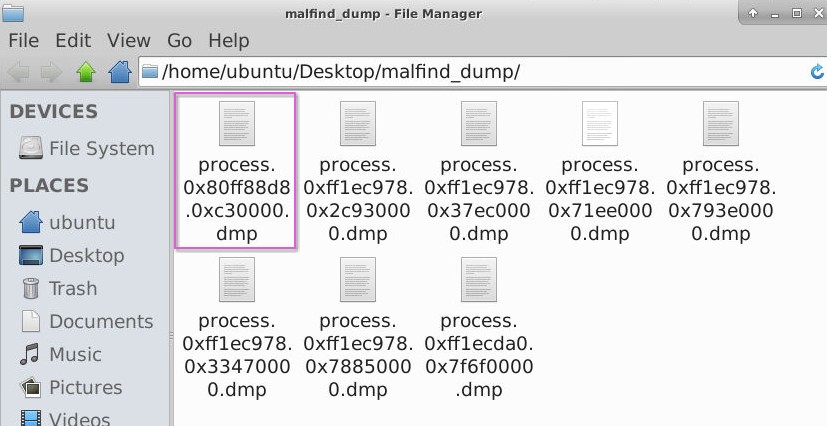 malfind_dump - File Manager
File Edit View Go Help
/home/ubuntu/Desktop/malfind_dump/
DEVICES
File System
PLACES
ubuntu
Desktop
Trash
Documents
Music
Pictures
Videos
process.
0x80ff88d8
.0xc30000.
dmp
process.
0xff1ec978.
0x2c93000
0.dmp
process.
0xff1ec978.
0x37ec000
0.dmp
process.
0xff1ec978.
0x71ee000
0.dmp
process.
0xff1ec978.
0x793e000
0.dmp
process.
0xff1ec978.
0x3347000
0.dmp
process.
0xff1ec978.
0x7885000
0.dmp
process.
0xff1ecda0.
0x7f6f0000
.dmp